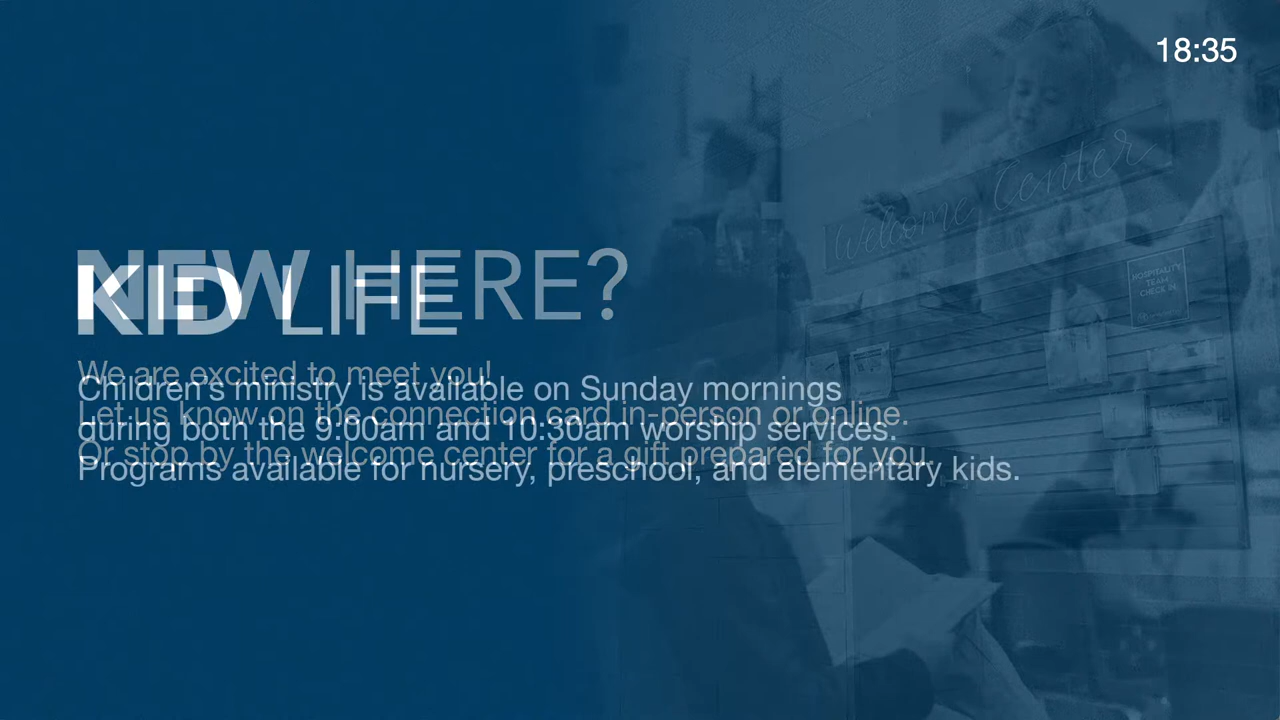 18:35
NEW HERE?
We are excited to meet you!
Let us know on the connection card in-person or online.
Or stop by the welcome center for a gift prepared for you.
KID LIFE
Children's ministry is available on Sunday mornings
during both the 9:00am and 10:30am worship services.
Programs available for nursery, preschool, and elementary kids.
Welcome Center
HOSPITALITY
TEAM
CHECK IN